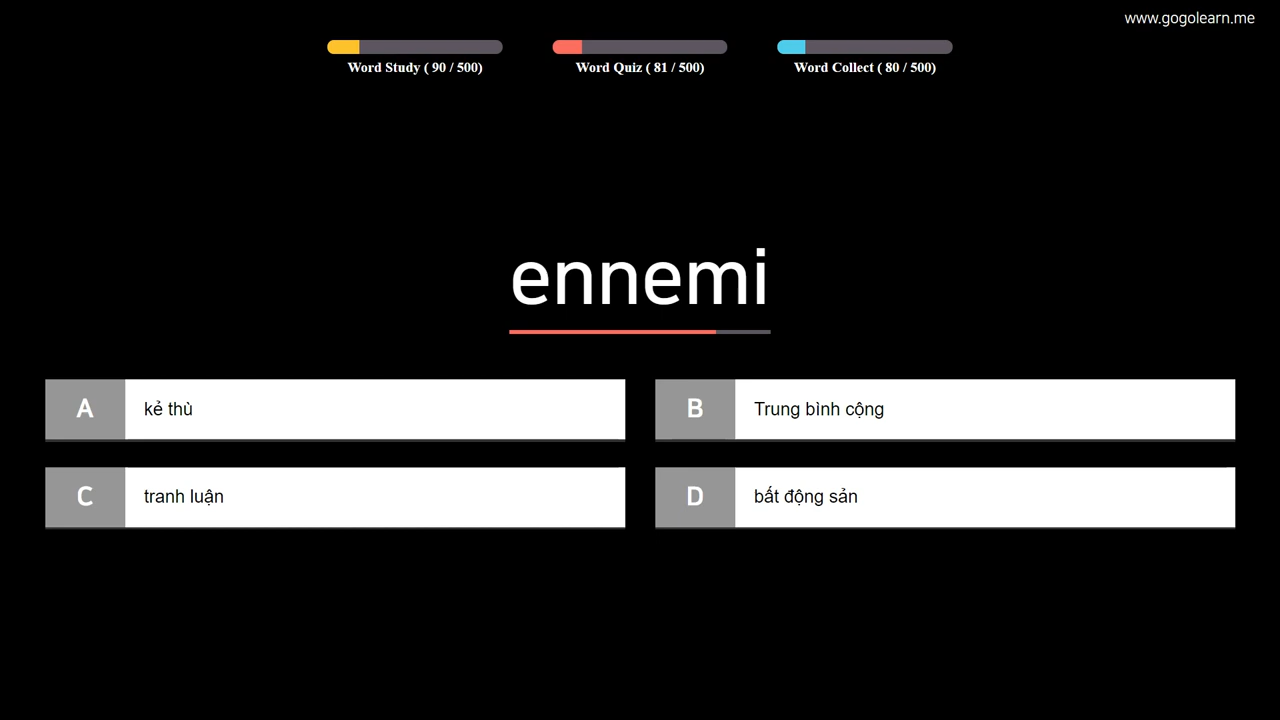 www.gogolearn.me
Word Study ( 90 / 500)
Word Quiz ( 81 / 500)
Word Collect ( 80 / 500)
ennemi
A kẻ thù
B Trung bình cộng
C tranh luận
D bất động sản